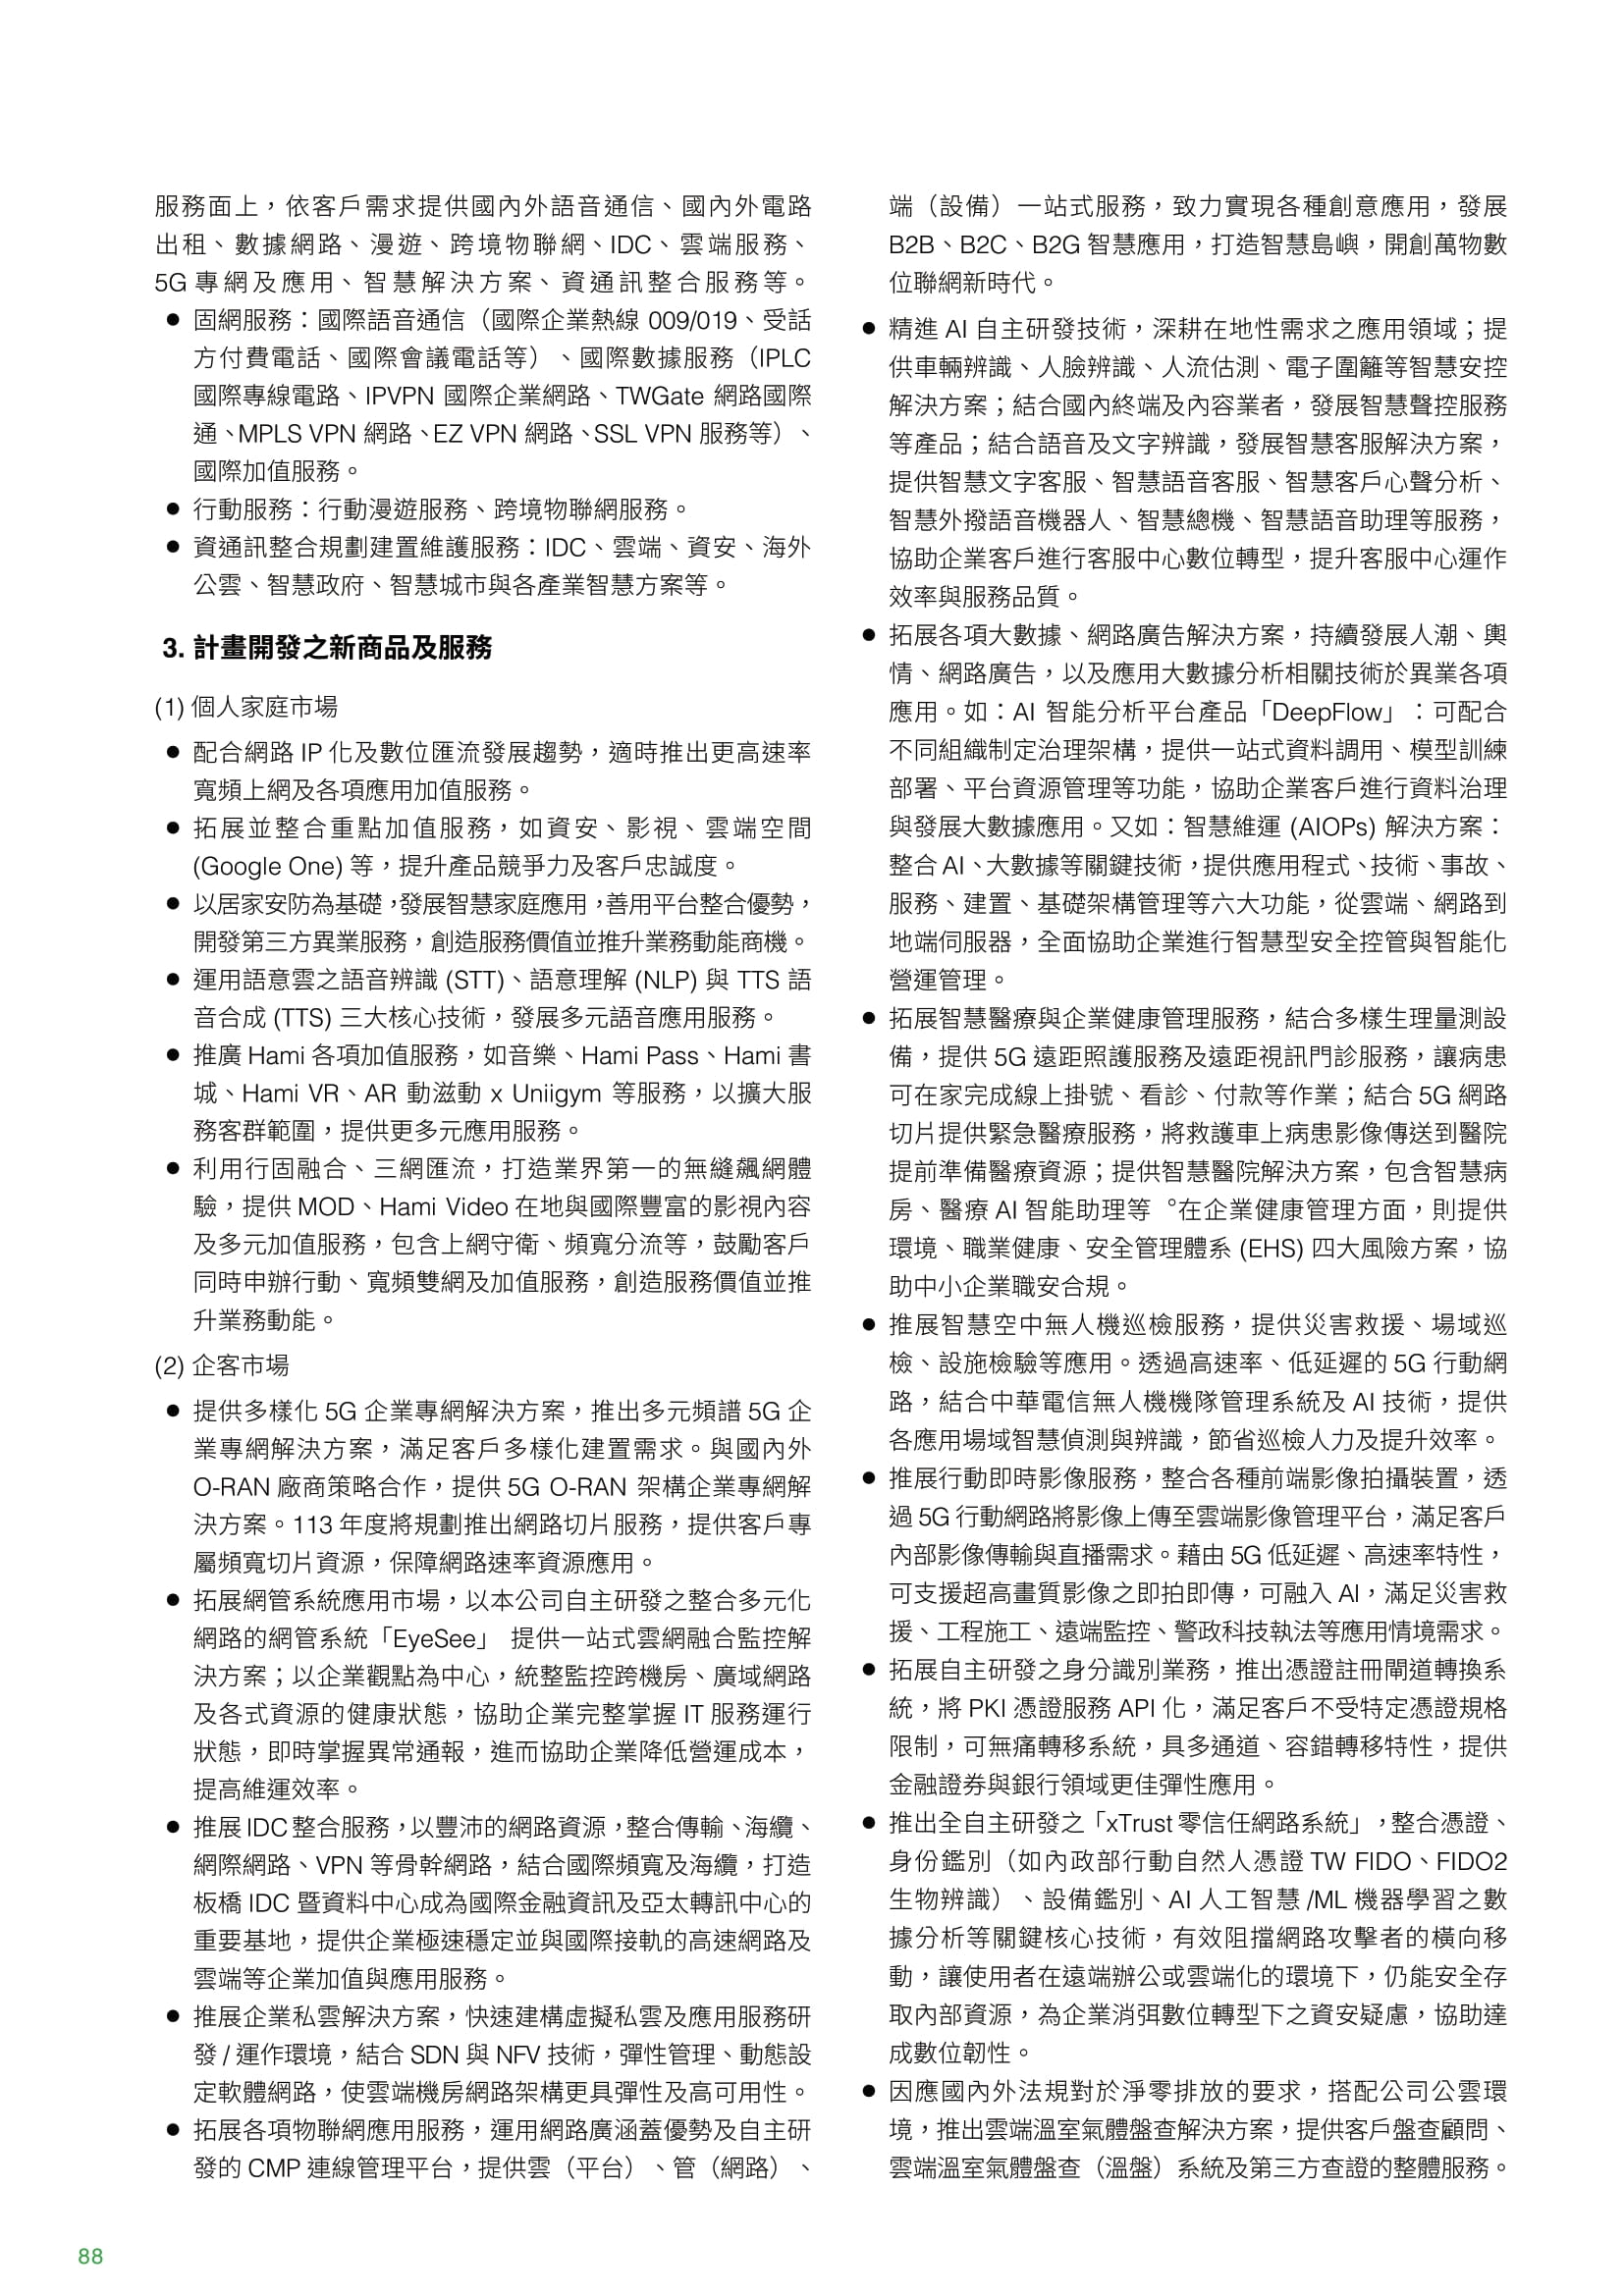 服務面上，依客戶需求提供國內外語音通信、國內外電路
出租、數據網路、漫遊、跨境物聯網、IDC、雲端服務、
5G 專網及應用、智慧解決方案、資通訊整合服務等。
● 固網服務：國際語音通信（國際企業熱線 009/019、受話
方付費電話、國際會議電話等）、國際數據服務（IPLC
國際專線電路、IPVPN 國際企業網路、TWGate 網路國際
通、MPLS VPN 網路、EZ VPN 網路、SSL VPN 服務等）、
國際加值服務。
● 行動服務：行動漫遊服務、跨境物聯網服務。
● 資通訊整合規劃建置維護服務：IDC、雲端、資安、海外
公雲、智慧政府、智慧城市與各產業智慧方案等。
3. 計畫開發之新商品及服務
(1) 個人家庭市場
● 配合網路 IP 化及數位匯流發展趨勢，適時推出更高速率
寬頻上網及各項應用加值服務。
● 拓展並整合重點加值服務，如資安、影視、雲端空間
(Google One) 等，提升產品競爭力及客戶忠誠度。
● 以居家安防為基礎，發展智慧家庭應用，善用平台整合優勢，
開發第三方異業服務，創造服務價值並推升業務動能商機。
● 運用語意雲之語音辨識 (STT)、語意理解 (NLP) 與 TTS 語
音合成 (TTS) 三大核心技術，發展多元語音應用服務。
● 推廣 Hami 各項加值服務，如音樂、Hami Pass、Hami 書
城、Hami VR、AR 動滋動 x Uniigym 等服務，以擴大服
務客群範圍，提供更多元應用服務。
● 利用行固融合、三網匯流，打造業界第一的無縫飆網體
驗，提供 MOD、Hami Video 在地與國際豐富的影視內容
及多元加值服務，包含上網守衛、頻寬分流等，鼓勵客戶
同時申辦行動、寬頻雙網及加值服務，創造服務價值並推
升業務動能。
(2) 企客市場
● 提供多樣化 5G 企業專網解決方案，推出多元頻譜 5G 企
業專網解決方案，滿足客戶多樣化建置需求。與國內外
O-RAN 廠商策略合作，提供 5G O-RAN 架構企業專網解
決方案。113 年度將規劃推出網路切片服務，提供客戶專
屬頻寬切片資源，保障網路速率資源應用。
● 拓展網管系統應用市場，以本公司自主研發之整合多元化
網路的網管系統「EyeSee」 提供一站式雲網融合監控解
決方案；以企業觀點為中心，統整監控跨機房、廣域網路
及各式資源的健康狀態，協助企業完整掌握 IT 服務運行
狀態，即時掌握異常通報，進而協助企業降低營運成本，
提高維運效率。
● 推展 IDC 整合服務，以豐沛的網路資源，整合傳輸、海纜、
網際網路、VPN 等骨幹網路，結合國際頻寬及海纜，打造
板橋 IDC 暨資料中心成為國際金融資訊及亞太轉訊中心的
重要基地，提供企業極速穩定並與國際接軌的高速網路及
雲端等企業加值與應用服務。
● 推展企業私雲解決方案，快速建構虛擬私雲及應用服務研
發 / 運作環境，結合 SDN 與 NFV 技術，彈性管理、動態設
定軟體網路，使雲端機房網路架構更具彈性及高可用性。
● 拓展各項物聯網應用服務，運用網路廣涵蓋優勢及自主研
發的 CMP 連線管理平台，提供雲（平台）、管（網路）、
端（設備）一站式服務，致力實現各種創意應用，發展
B2B、B2C、B2G 智慧應用，打造智慧島嶼，開創萬物數
位聯網新時代。
● 精進 AI 自主研發技術，深耕在地性需求之應用領域；提
供車輛辨識、人臉辨識、人流估測、電子圍籬等智慧安控
解決方案；結合國內終端及內容業者，發展智慧聲控服務
等產品；結合語音及文字辨識，發展智慧客服解決方案，
提供智慧文字客服、智慧語音客服、智慧客戶心聲分析、
智慧外撥語音機器人、智慧總機、智慧語音助理等服務，
協助企業客戶進行客服中心數位轉型，提升客服中心運作
效率與服務品質。
● 拓展各項大數據、網路廣告解決方案，持續發展人潮、輿
情、網路廣告，以及應用大數據分析相關技術於異業各項
應用。如：AI 智能分析平台產品「DeepFlow」：可配合
不同組織制定治理架構，提供一站式資料調用、模型訓練
部署、平台資源管理等功能，協助企業客戶進行資料治理
與發展大數據應用。又如：智慧維運 (AIOPs) 解決方案：
整合 AI、大數據等關鍵技術，提供應用程式、技術、事故、
服務、建置、基礎架構管理等六大功能，從雲端、網路到
地端伺服器，全面協助企業進行智慧型安全控管與智能化
營運管理。
● 拓展智慧醫療與企業健康管理服務，結合多樣生理量測設
備，提供 5G 遠距照護服務及遠距視訊門診服務，讓病患
可在家完成線上掛號、看診、付款等作業；結合 5G 網路
切片提供緊急醫療服務，將救護車上病患影像傳送到醫院
提前準備醫療資源；提供智慧醫院解決方案，包含智慧病
房、醫療 AI 智能助理等。在企業健康管理方面，則提供
環境、職業健康、安全管理體系 (EHS) 四大風險方案，協
助中小企業職安合規。
● 推展智慧空中無人機巡檢服務，提供災害救援、場域巡
檢、設施檢驗等應用。透過高速率、低延遲的 5G 行動網
路，結合中華電信無人機機隊管理系統及 AI 技術，提供
各應用場域智慧偵測與辨識，節省巡檢人力及提升效率。
● 推展行動即時影像服務，整合各種前端影像拍攝裝置，透
過 5G 行動網路將影像上傳至雲端影像管理平台，滿足客戶
內部影像傳輸與直播需求。藉由 5G 低延遲、高速率特性，
可支援超高畫質影像之即拍即傳，可融入 AI，滿足災害救
援、工程施工、遠端監控、警政科技執法等應用情境需求。
● 拓展自主研發之身分識別業務，推出憑證註冊閘道轉換系
統，將 PKI 憑證服務 API 化，滿足客戶不受特定憑證規格
限制，可無痛轉移系統，具多通道、容錯轉移特性，提供
金融證券與銀行領域更佳彈性應用。
● 推出全自主研發之「xTrust 零信任網路系統」，整合憑證、
身份鑑別（如內政部行動自然人憑證 TW FIDO、FIDO2
生物辨識）、設備鑑別、AI 人工智慧 /ML 機器學習之數
據分析等關鍵核心技術，有效阻擋網路攻擊者的橫向移
動，讓使用者在遠端辦公或雲端化的環境下，仍能安全存
取內部資源，為企業消弭數位轉型下之資安疑慮，協助達
成數位韌性。
● 因應國內外法規對於淨零排放的要求，搭配公司公雲環
境，推出雲端溫室氣體盤查解決方案，提供客戶盤查顧問、
雲端溫室氣體盤查（溫盤）系統及第三方查證的整體服務。
88